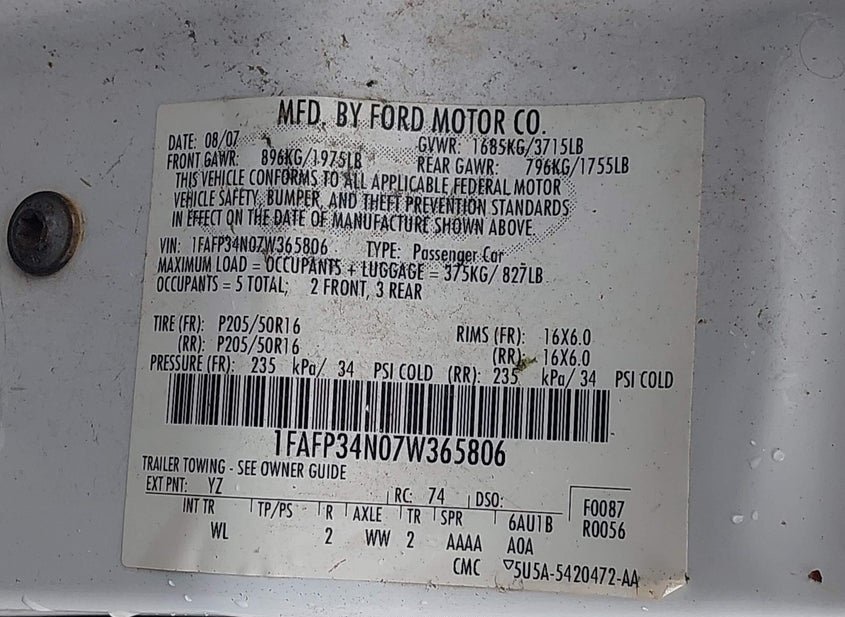 MFD. BY FORD MOTOR CO.
DATE: 08/07 GVWR: 1685KG/3715LB
FRONT GAWR: 896KG/1975LB REAR GAWR: 796KG/1755LB
THIS VEHICLE CONFORMS TO ALL APPLICABLE FEDERAL MOTOR
VEHICLE SAFETY, BUMPER, AND THEFT PREVENTION STANDARDS
IN EFFECT ON THE DATE OF MANUFACTURE SHOWN ABOVE.
VIN: 1FAFP34N07W365806 TYPE: Passenger Car
MAXIMUM LOAD = OCCUPANTS + LUGGAGE = 375KG/ 827LB
OCCUPANTS = 5 TOTAL; 2 FRONT, 3 REAR
TIRE (FR): P205/50R16 RIMS (FR): 16X6.0
(RR): P205/50R16 (RR): 16X6.0
PRESSURE (FR): 235 kPa/ 34 PSI COLD (RR): 235 kPa/ 34 PSI COLD
1FAFP34N07W365806
TRAILER TOWING - SEE OWNER GUIDE
EXT PNT: YZ RC: 74 DSO: F0087
INT TR TP/PS R AXLE TR SPR 6AU1B R0056
WL 2 WW 2 AAAA A0A
CMC ▽5U5A-5420472-AA